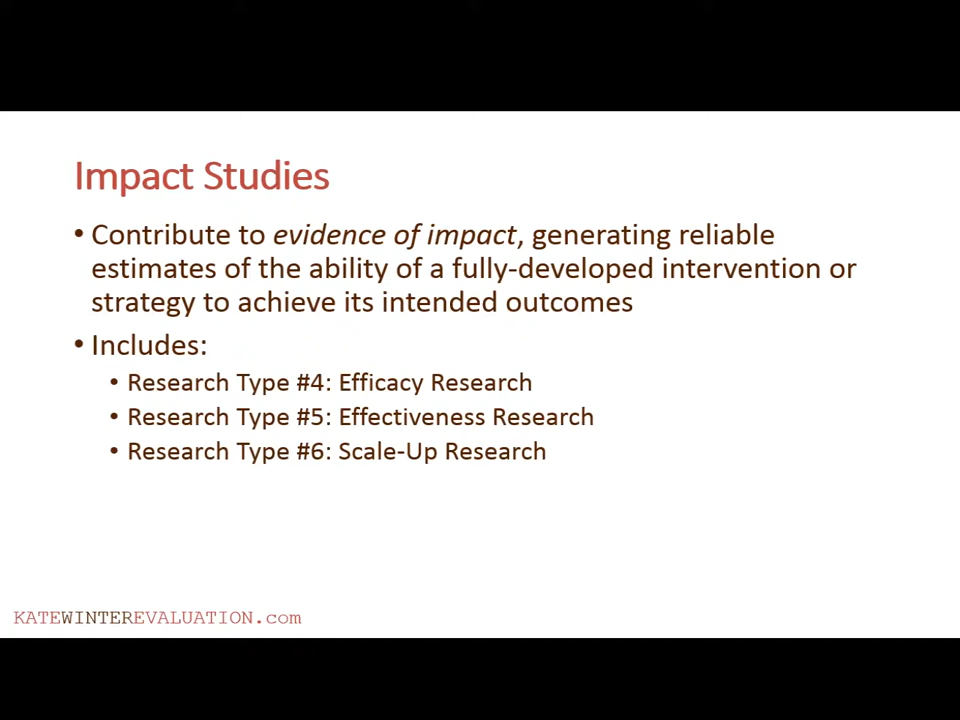 Impact Studies
• Contribute to evidence of impact, generating reliable
estimates of the ability of a fully-developed intervention or
strategy to achieve its intended outcomes
• Includes:
• Research Type #4: Efficacy Research
• Research Type #5: Effectiveness Research
• Research Type #6: Scale-Up Research
KATEWINTEREVALUATION.com